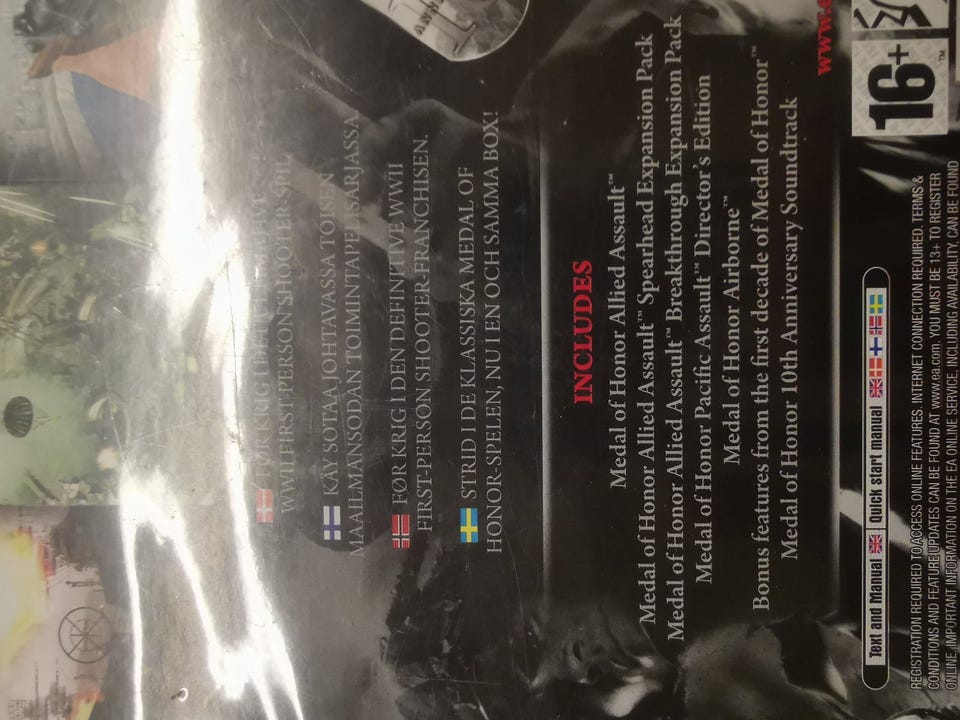 FØR KRIG I DET ULTIMATIVE
WWII FIRST-PERSON SHOOTER-SPIL
KÄY SOTAA JOHTAVASSA TOISEN
MAAILMANSODAN TOIMINTAPELISARJASSA
FØR KRIG I DEN DEFINITIVE WWII
FIRST-PERSON SHOOTER-FRANCHISEN.
STRID I DE KLASSISKA MEDAL OF
HONOR-SPELEN, NU I EN OCH SAMMA BOX!
INCLUDES
Medal of Honor Allied Assault™
Medal of Honor Allied Assault™ Spearhead Expansion Pack
Medal of Honor Allied Assault™ Breakthrough Expansion Pack
Medal of Honor Pacific Assault™ Director's Edition
Medal of Honor Airborne™
Bonus features from the first decade of Medal of Honor™
Medal of Honor 10th Anniversary Soundtrack
16+
™
Text and Manual Quick start manual
REGISTRATION REQUIRED TO ACCESS ONLINE FEATURES. INTERNET CONNECTION REQUIRED. TERMS &
CONDITIONS AND FEATURE UPDATES CAN BE FOUND AT www.ea.com. YOU MUST BE 13+ TO REGISTER
ONLINE. IMPORTANT INFORMATION ON THE EA ONLINE SERVICE, INCLUDING AVAILABILITY, CAN BE FOUND